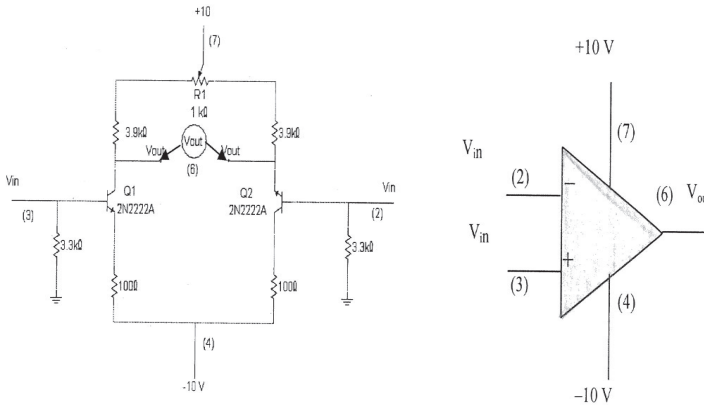 +10
(7)
R1
1 kΩ
3.9kΩ
3.9kΩ
Vout
Vout
Vout
(6)
Vin
(3)
Q1
2N2222A
Q2
2N2222A
Vin
(2)
3.3kΩ
3.3kΩ
100Ω
100Ω
(4)
-10 V
+10 V
(7)
Vin
(2)
−
(6)
Vou
Vin
+
(3)
(4)
−10 V